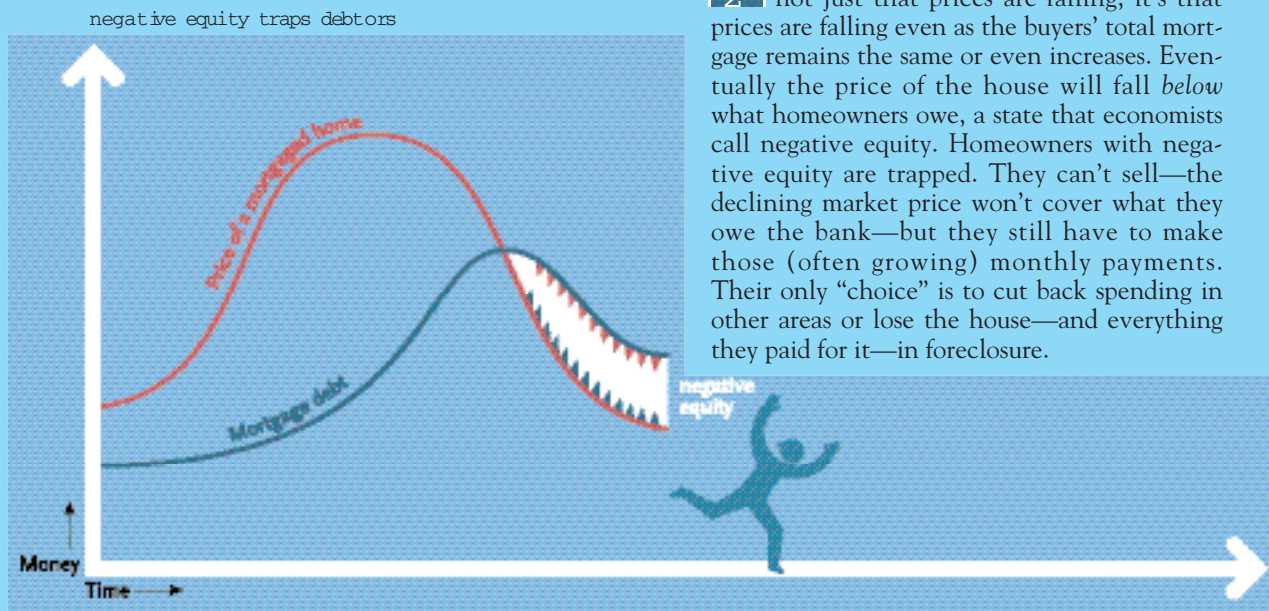 negative equity traps debtors
2 not just that prices are falling; it's that
prices are falling even as the buyers' total mort-
gage remains the same or even increases. Even-
tually the price of the house will fall below
what homeowners owe, a state that economists
call negative equity. Homeowners with nega-
tive equity are trapped. They can't sell—the
declining market price won't cover what they
owe the bank—but they still have to make
those (often growing) monthly payments.
Their only “choice” is to cut back spending in
other areas or lose the house—and everything
they paid for it—in foreclosure.
Price of a mortgaged home
Mortgage debt
negative
equity
Money
Time